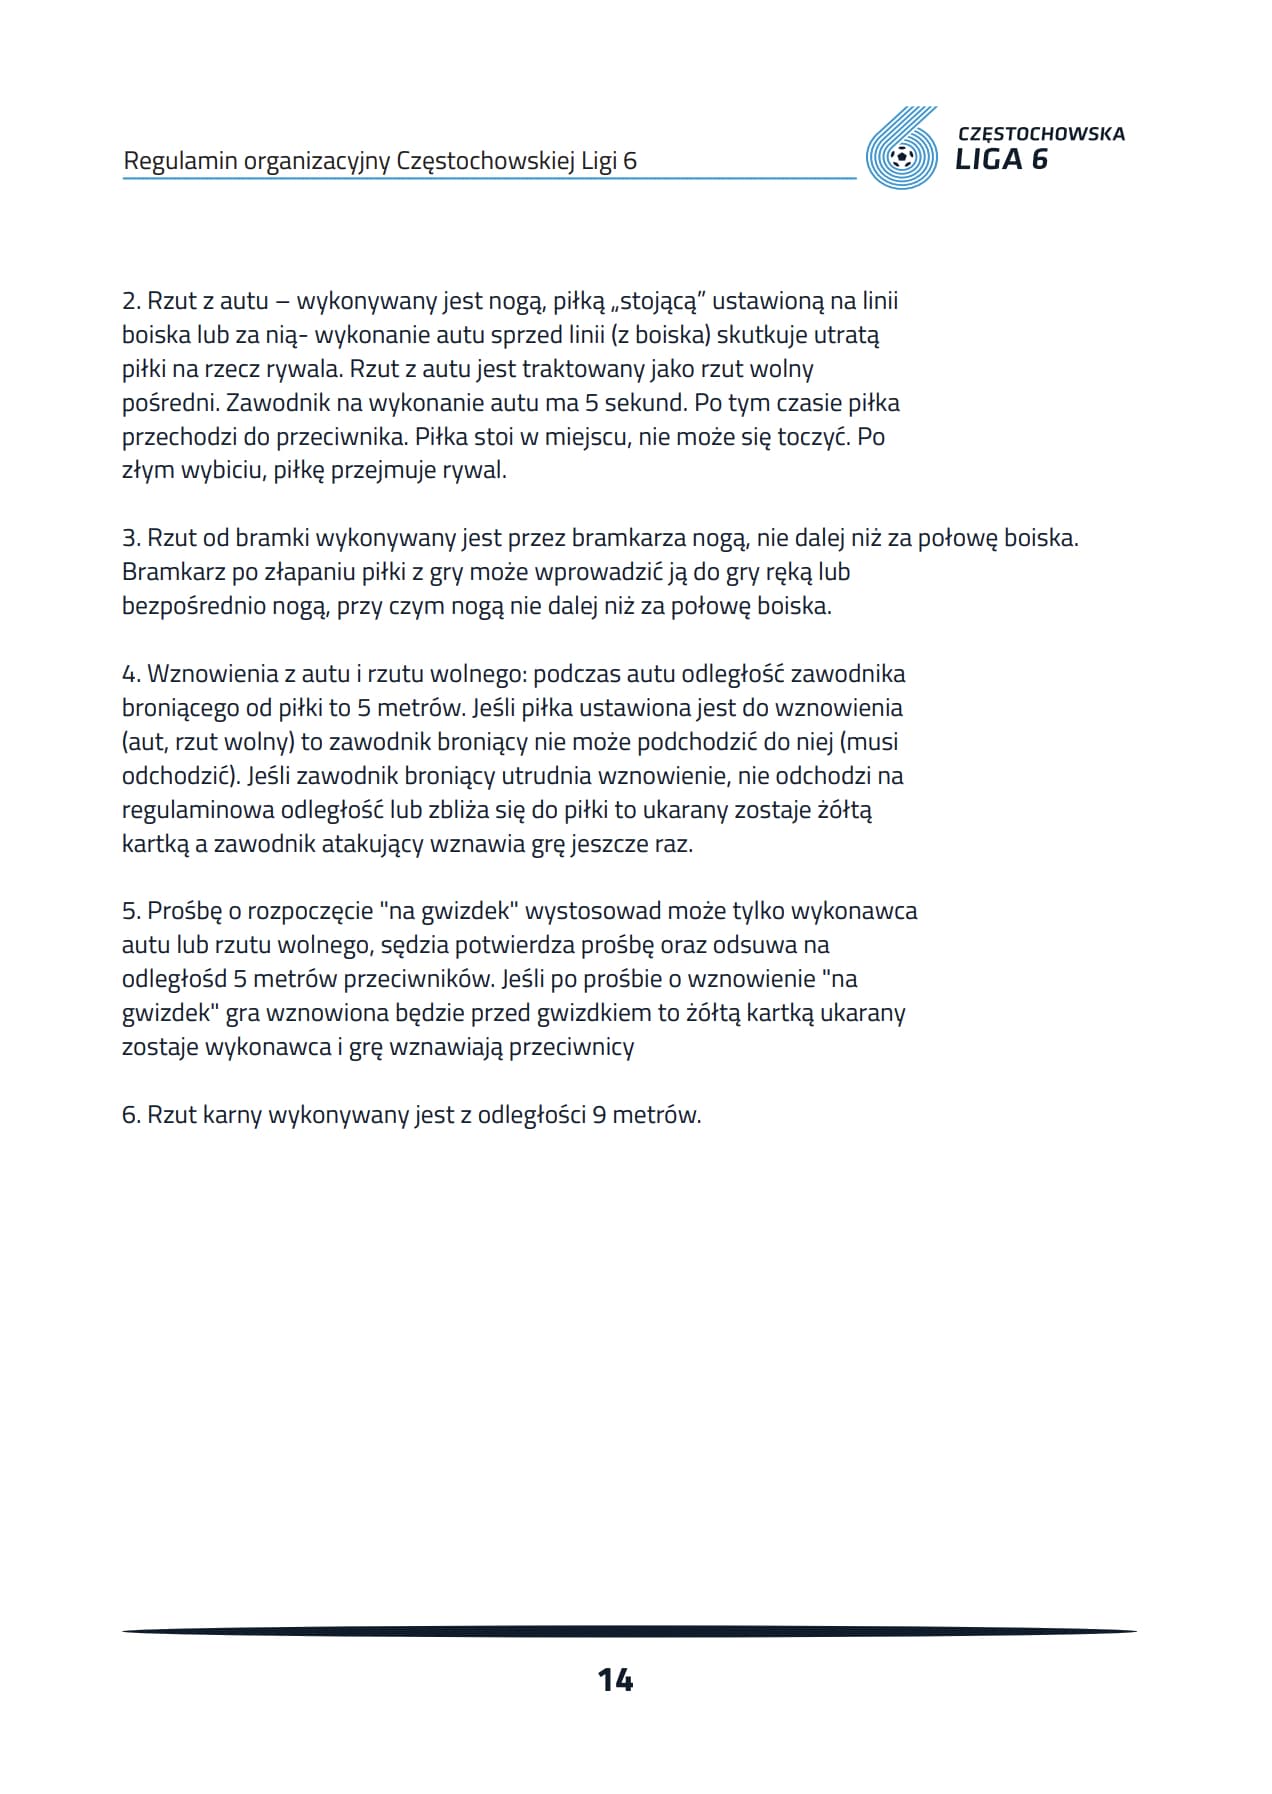 Regulamin organizacyjny Częstochowskiej Ligi 6
CZĘSTOCHOWSKA
LIGA 6
2. Rzut z autu – wykonywany jest nogą, piłką „stojącą” ustawioną na linii
boiska lub za nią- wykonanie autu sprzed linii (z boiska) skutkuje utratą
piłki na rzecz rywala. Rzut z autu jest traktowany jako rzut wolny
pośredni. Zawodnik na wykonanie autu ma 5 sekund. Po tym czasie piłka
przechodzi do przeciwnika. Piłka stoi w miejscu, nie może się toczyć. Po
złym wybiciu, piłkę przejmuje rywal.
3. Rzut od bramki wykonywany jest przez bramkarza nogą, nie dalej niż za połowę boiska.
Bramkarz po złapaniu piłki z gry może wprowadzić ją do gry ręką lub
bezpośrednio nogą, przy czym nogą nie dalej niż za połowę boiska.
4. Wznowienia z autu i rzutu wolnego: podczas autu odległość zawodnika
broniącego od piłki to 5 metrów. Jeśli piłka ustawiona jest do wznowienia
(aut, rzut wolny) to zawodnik broniący nie może podchodzić do niej (musi
odchodzić). Jeśli zawodnik broniący utrudnia wznowienie, nie odchodzi na
regulaminowa odległość lub zbliża się do piłki to ukarany zostaje żółtą
kartką a zawodnik atakujący wznawia grę jeszcze raz.
5. Prośbę o rozpoczęcie "na gwizdek" wystosowad może tylko wykonawca
autu lub rzutu wolnego, sędzia potwierdza prośbę oraz odsuwa na
odległośd 5 metrów przeciwników. Jeśli po prośbie o wznowienie "na
gwizdek" gra wznowiona będzie przed gwizdkiem to żółtą kartką ukarany
zostaje wykonawca i grę wznawiają przeciwnicy
6. Rzut karny wykonywany jest z odległości 9 metrów.
14